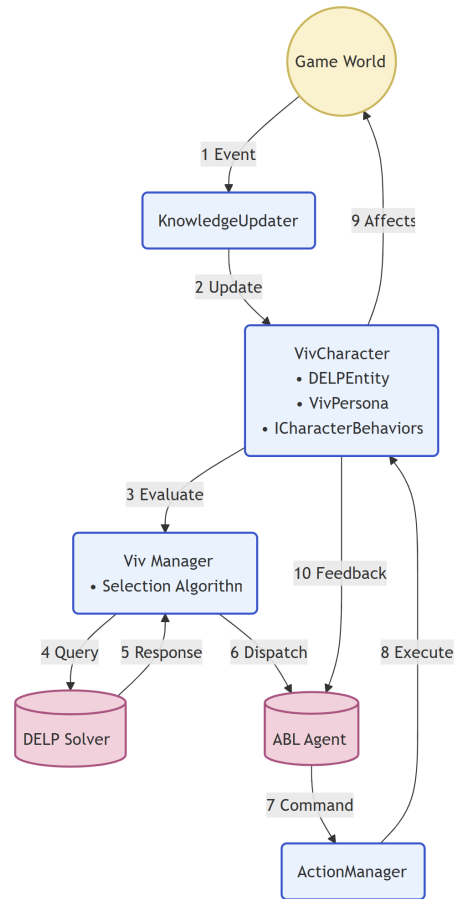 Game World
1 Event
KnowledgeUpdater
9 Affects
2 Update
VivCharacter
• DELPEntity
• VivPersona
• ICharacterBehaviors
3 Evaluate
Viv Manager
• Selection Algorithn
10 Feedback
4 Query
5 Response
6 Dispatch
8 Execute
DELP Solver
ABL Agent
7 Command
ActionManager